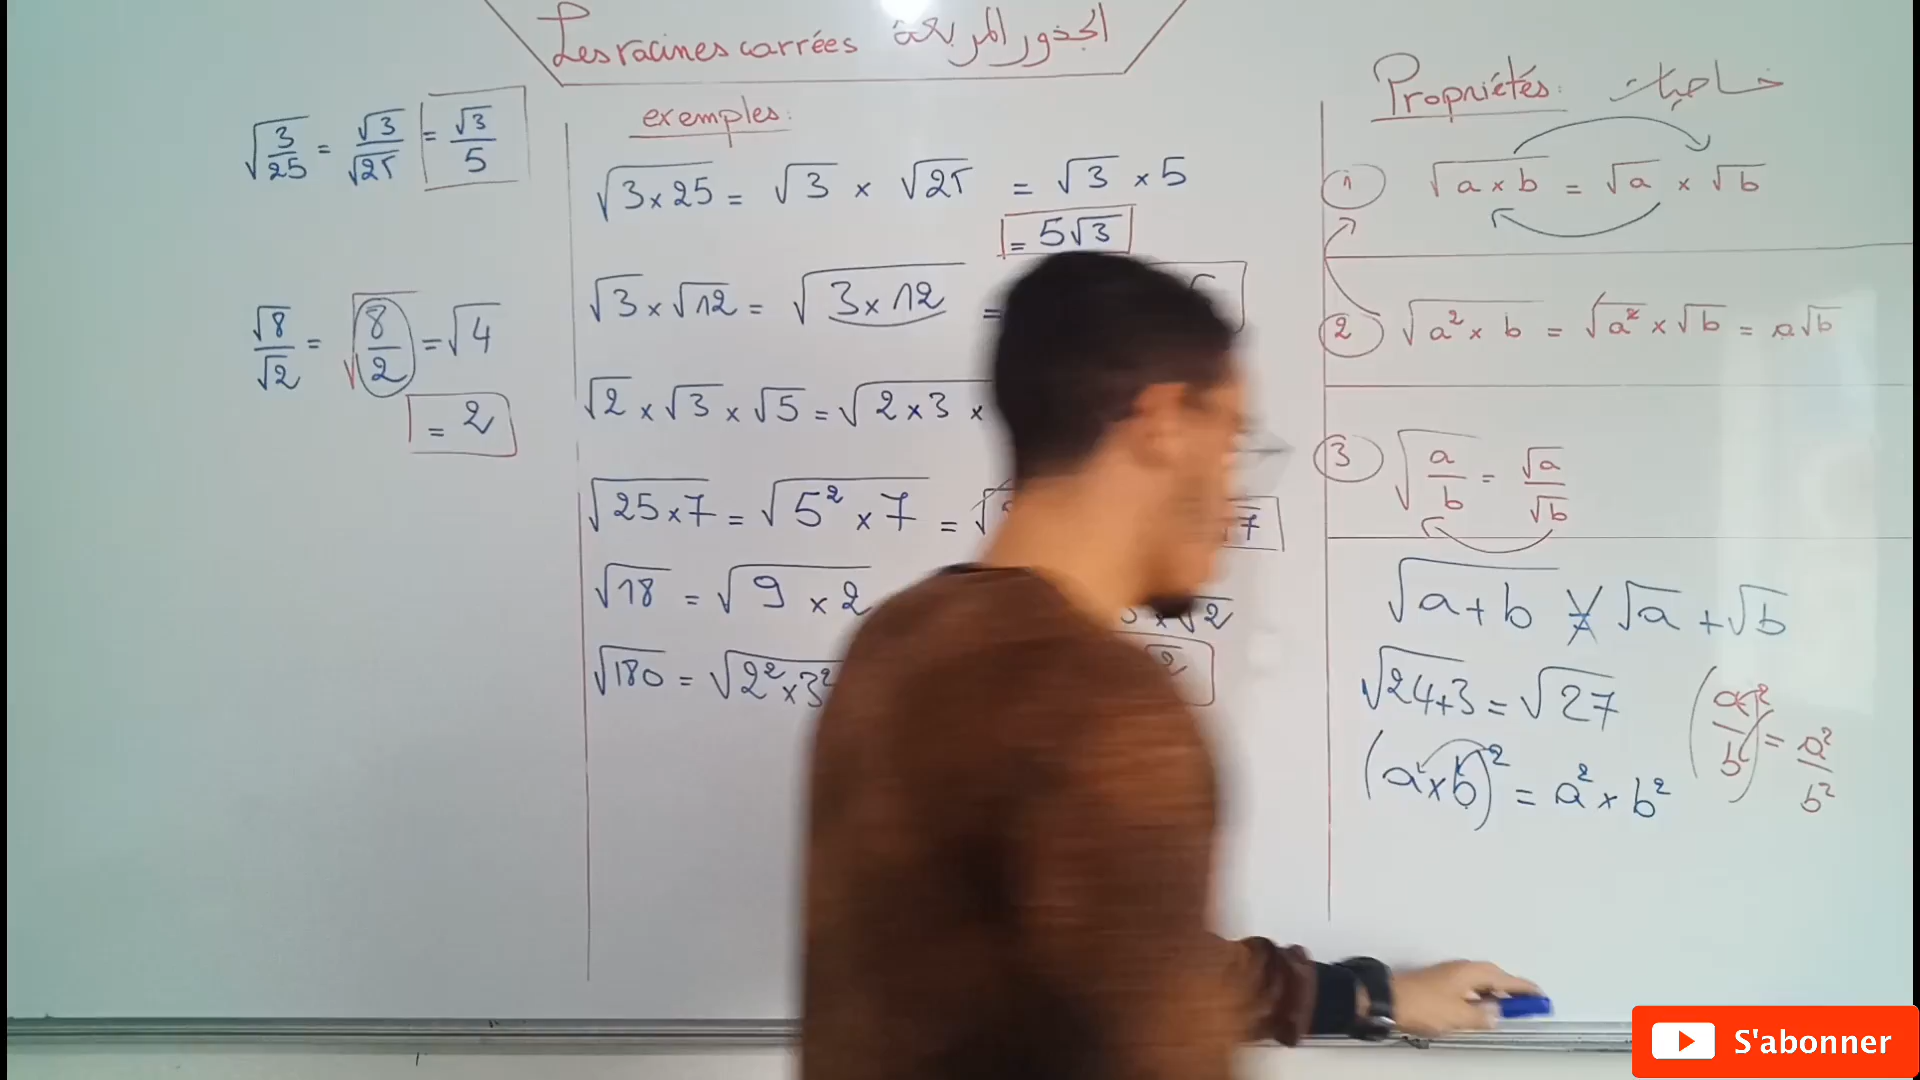 Les racines carrées الجذور المربعة
√(3/25) = √3/√25 = √3/5
√8/√2 = √(8/2) = √4
= 2
exemples:
√(3×25) = √3 × √25 = √3 × 5
= 5√3
√3 × √12 = √(3×12) =
√2 × √3 × √5 = √(2×3×
√(25×7) = √(5² × 7) = √
√7
√18 = √(9 × 2)
×√2
√180 = √(2²×3²
√2
Propriétés: خاصيات
1 √(a×b) = √a × √b
2 √(a² × b) = √a² × √b = a√b
3 √(a/b) = √a/√b
√(a+b) ≠ √a + √b
√(24+3) = √27
(a×b)² = a² × b²
(a/b)² = a²/b²
S'abonner